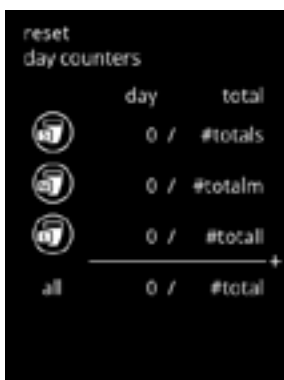 reset
day counters
day total
0 / #totals
0 / #totalm
0 / #totall
+
all 0 / #total